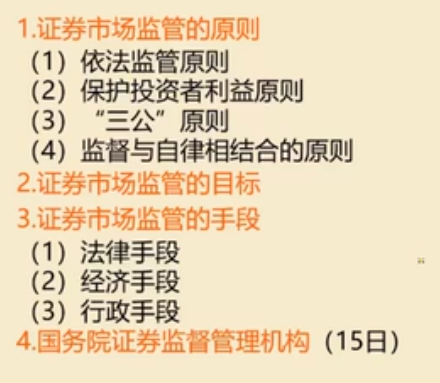 1.证券市场监管的原则
（1）依法监管原则
（2）保护投资者利益原则
（3）“三公”原则
（4）监督与自律相结合的原则
2.证券市场监管的目标
3.证券市场监管的手段
（1）法律手段
（2）经济手段
（3）行政手段
4.国务院证券监督管理机构（15日）